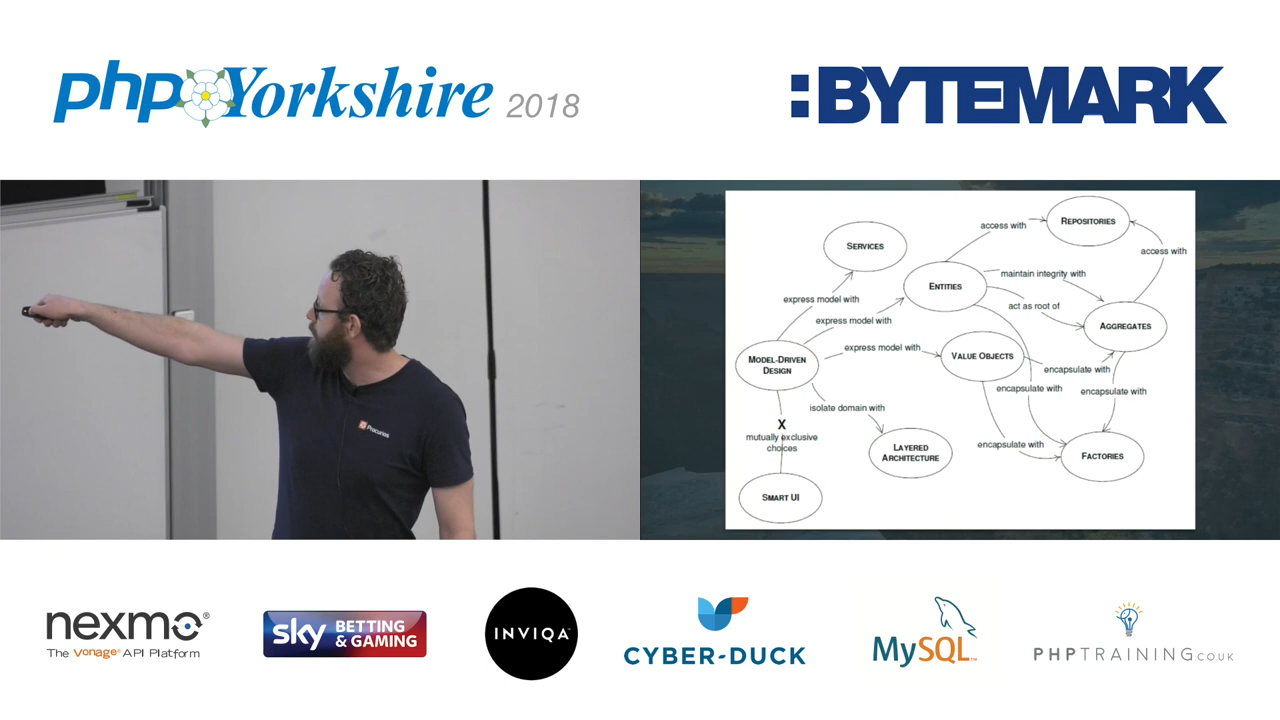 php Yorkshire 2018
:BYTEMARK
Procurios
REPOSITORIES
access with
SERVICES
access with
maintain integrity with
ENTITIES
express model with
act as root of
express model with
AGGREGATES
express model with
VALUE OBJECTS
MODEL-DRIVEN
DESIGN
encapsulate with
encapsulate with
encapsulate with
isolate domain with
X
mutually exclusive
choices
encapsulate with
LAYERED
ARCHITECTURE
FACTORIES
SMART UI
nexmo®
The Vonage® API Platform
sky
BETTING
& GAMING
INVIQA™
CYBER-DUCK
MySQL™
PHPTRAINING.CO.UK